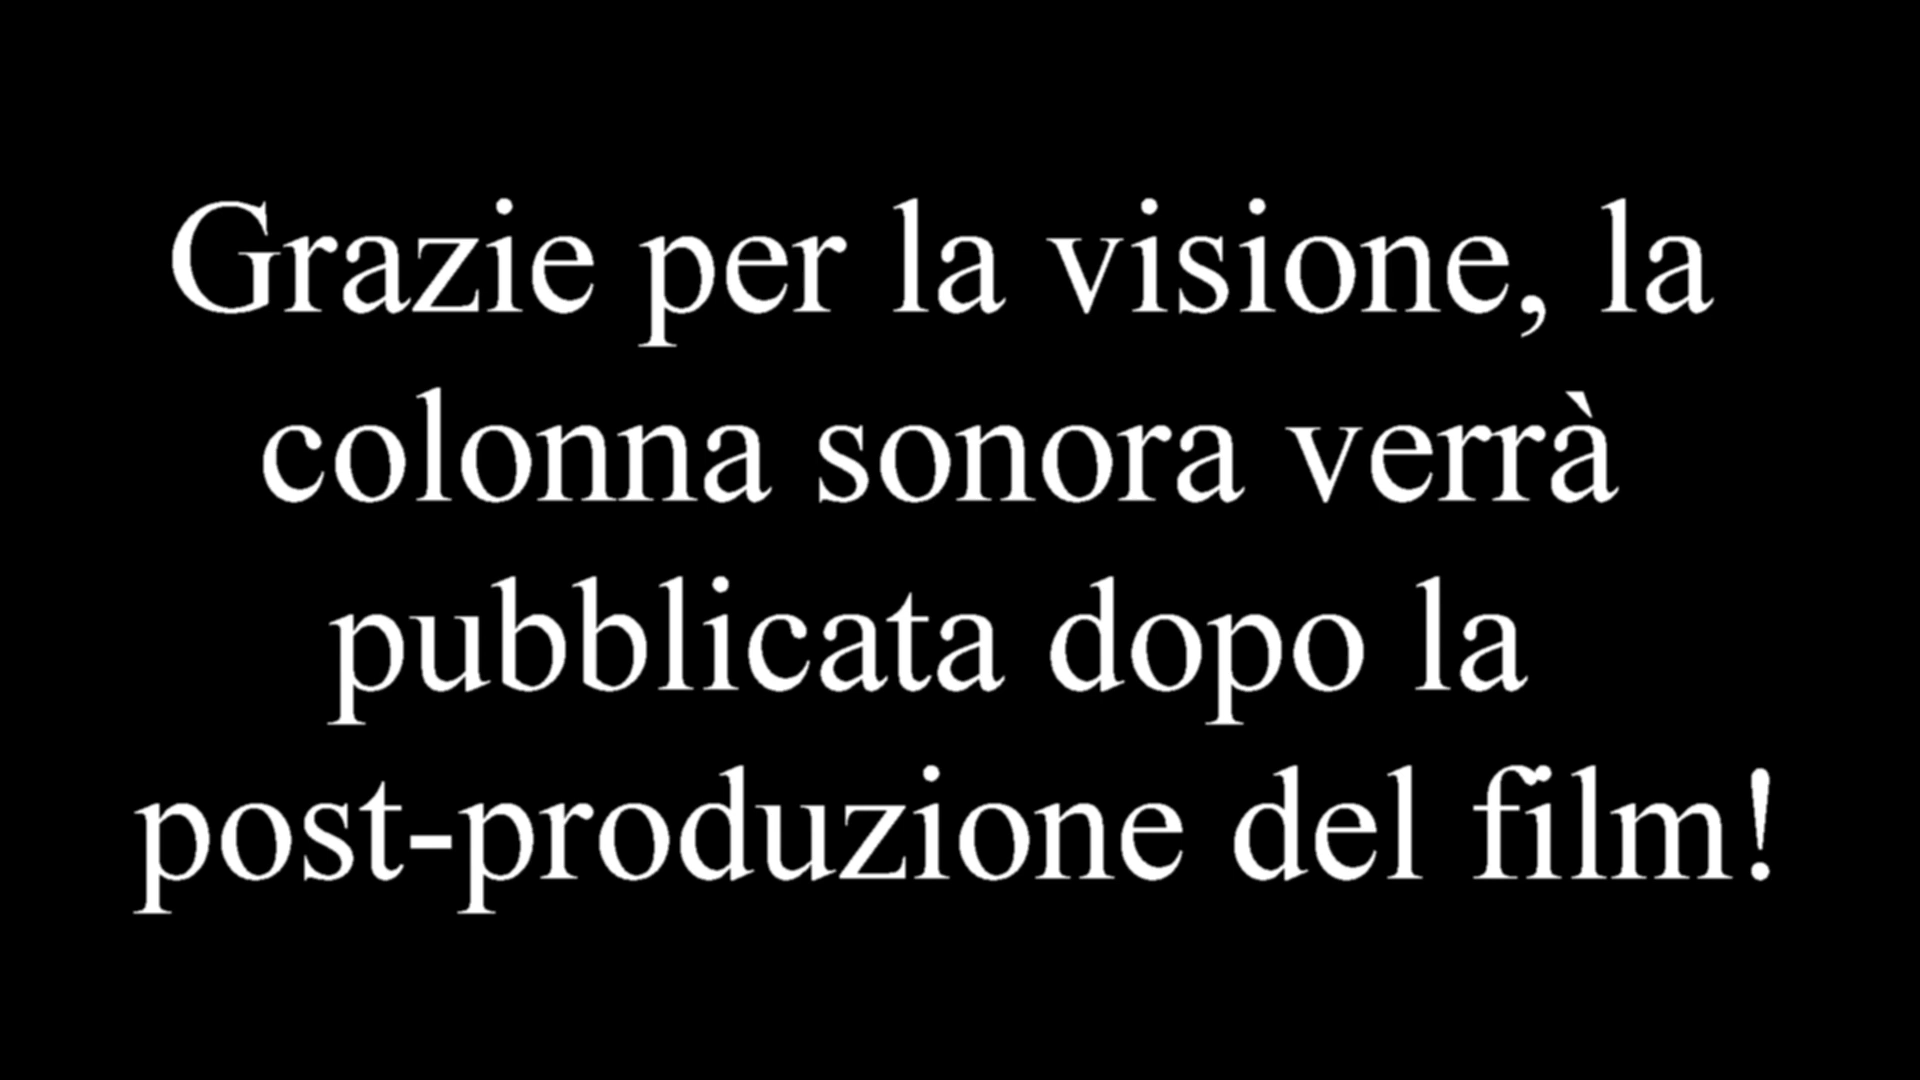 Grazie per la visione, la
colonna sonora verrà
pubblicata dopo la
post-produzione del film!